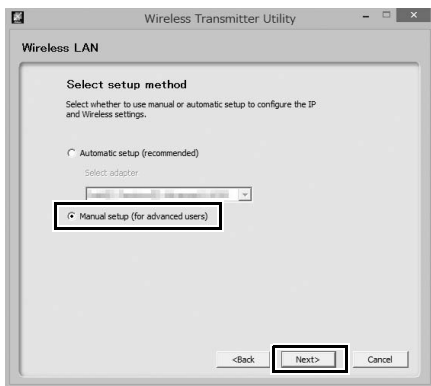 Wireless Transmitter Utility
Wireless LAN
Select setup method
Select whether to use manual or automatic setup to configure the IP
and Wireless settings.
Automatic setup (recommended)
Select adapter
Manual setup (for advanced users)
<Back
Next>
Cancel